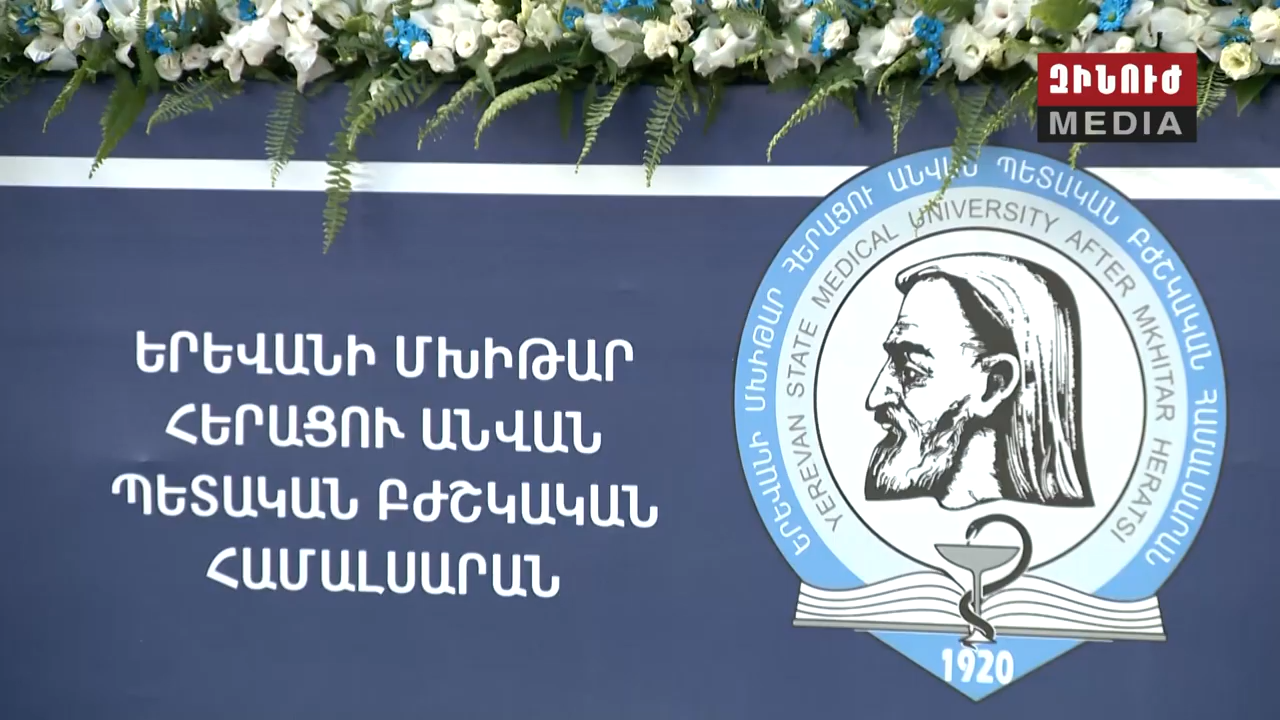 ԶԻՆՈՒԺ
MEDIA
ԵՐԵՎԱՆԻ ՄԽԻԹԱՐ ՀԵՐԱՑՈՒ ԱՆՎԱՆ ՊԵՏԱԿԱՆ ԲԺՇԿԱԿԱՆ ՀԱՄԱԼՍԱՐԱՆ
YEREVAN STATE MEDICAL UNIVERSITY AFTER MKHITAR HERATSI
ԵՐԵՎԱՆԻ ՄԽԻԹԱՐ
ՀԵՐԱՑՈՒ ԱՆՎԱՆ
ՊԵՏԱԿԱՆ ԲԺՇԿԱԿԱՆ
ՀԱՄԱԼՍԱՐԱՆ
1920